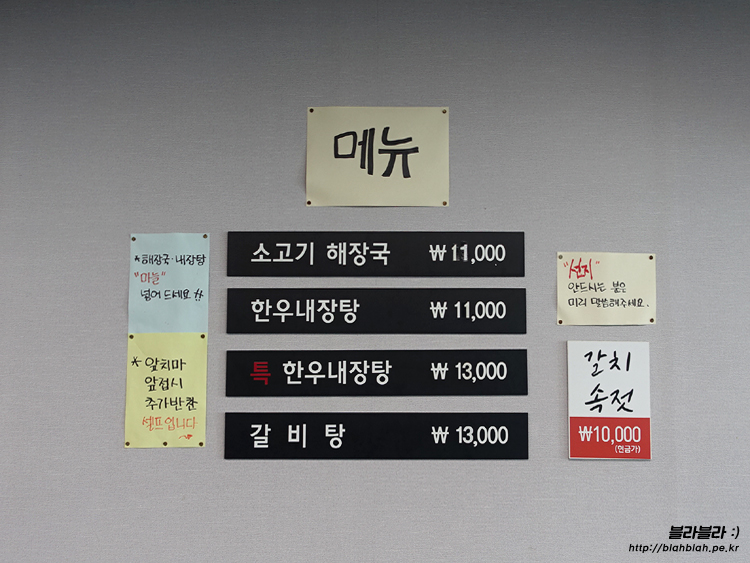 메뉴
*해장국·내장탕
"마늘"
넣어드세요!!
*앞치마
앞접시
추가반찬
셀프입니다
소고기 해장국 ₩11,000
한우내장탕 ₩11,000
특 한우내장탕 ₩13,000
갈비탕 ₩13,000
"선지"
안드시는 분은
미리 말씀해주세요.
갈치
속젓
₩10,000
(현금가)
블라블라 :)
http://blahblah.pe.kr